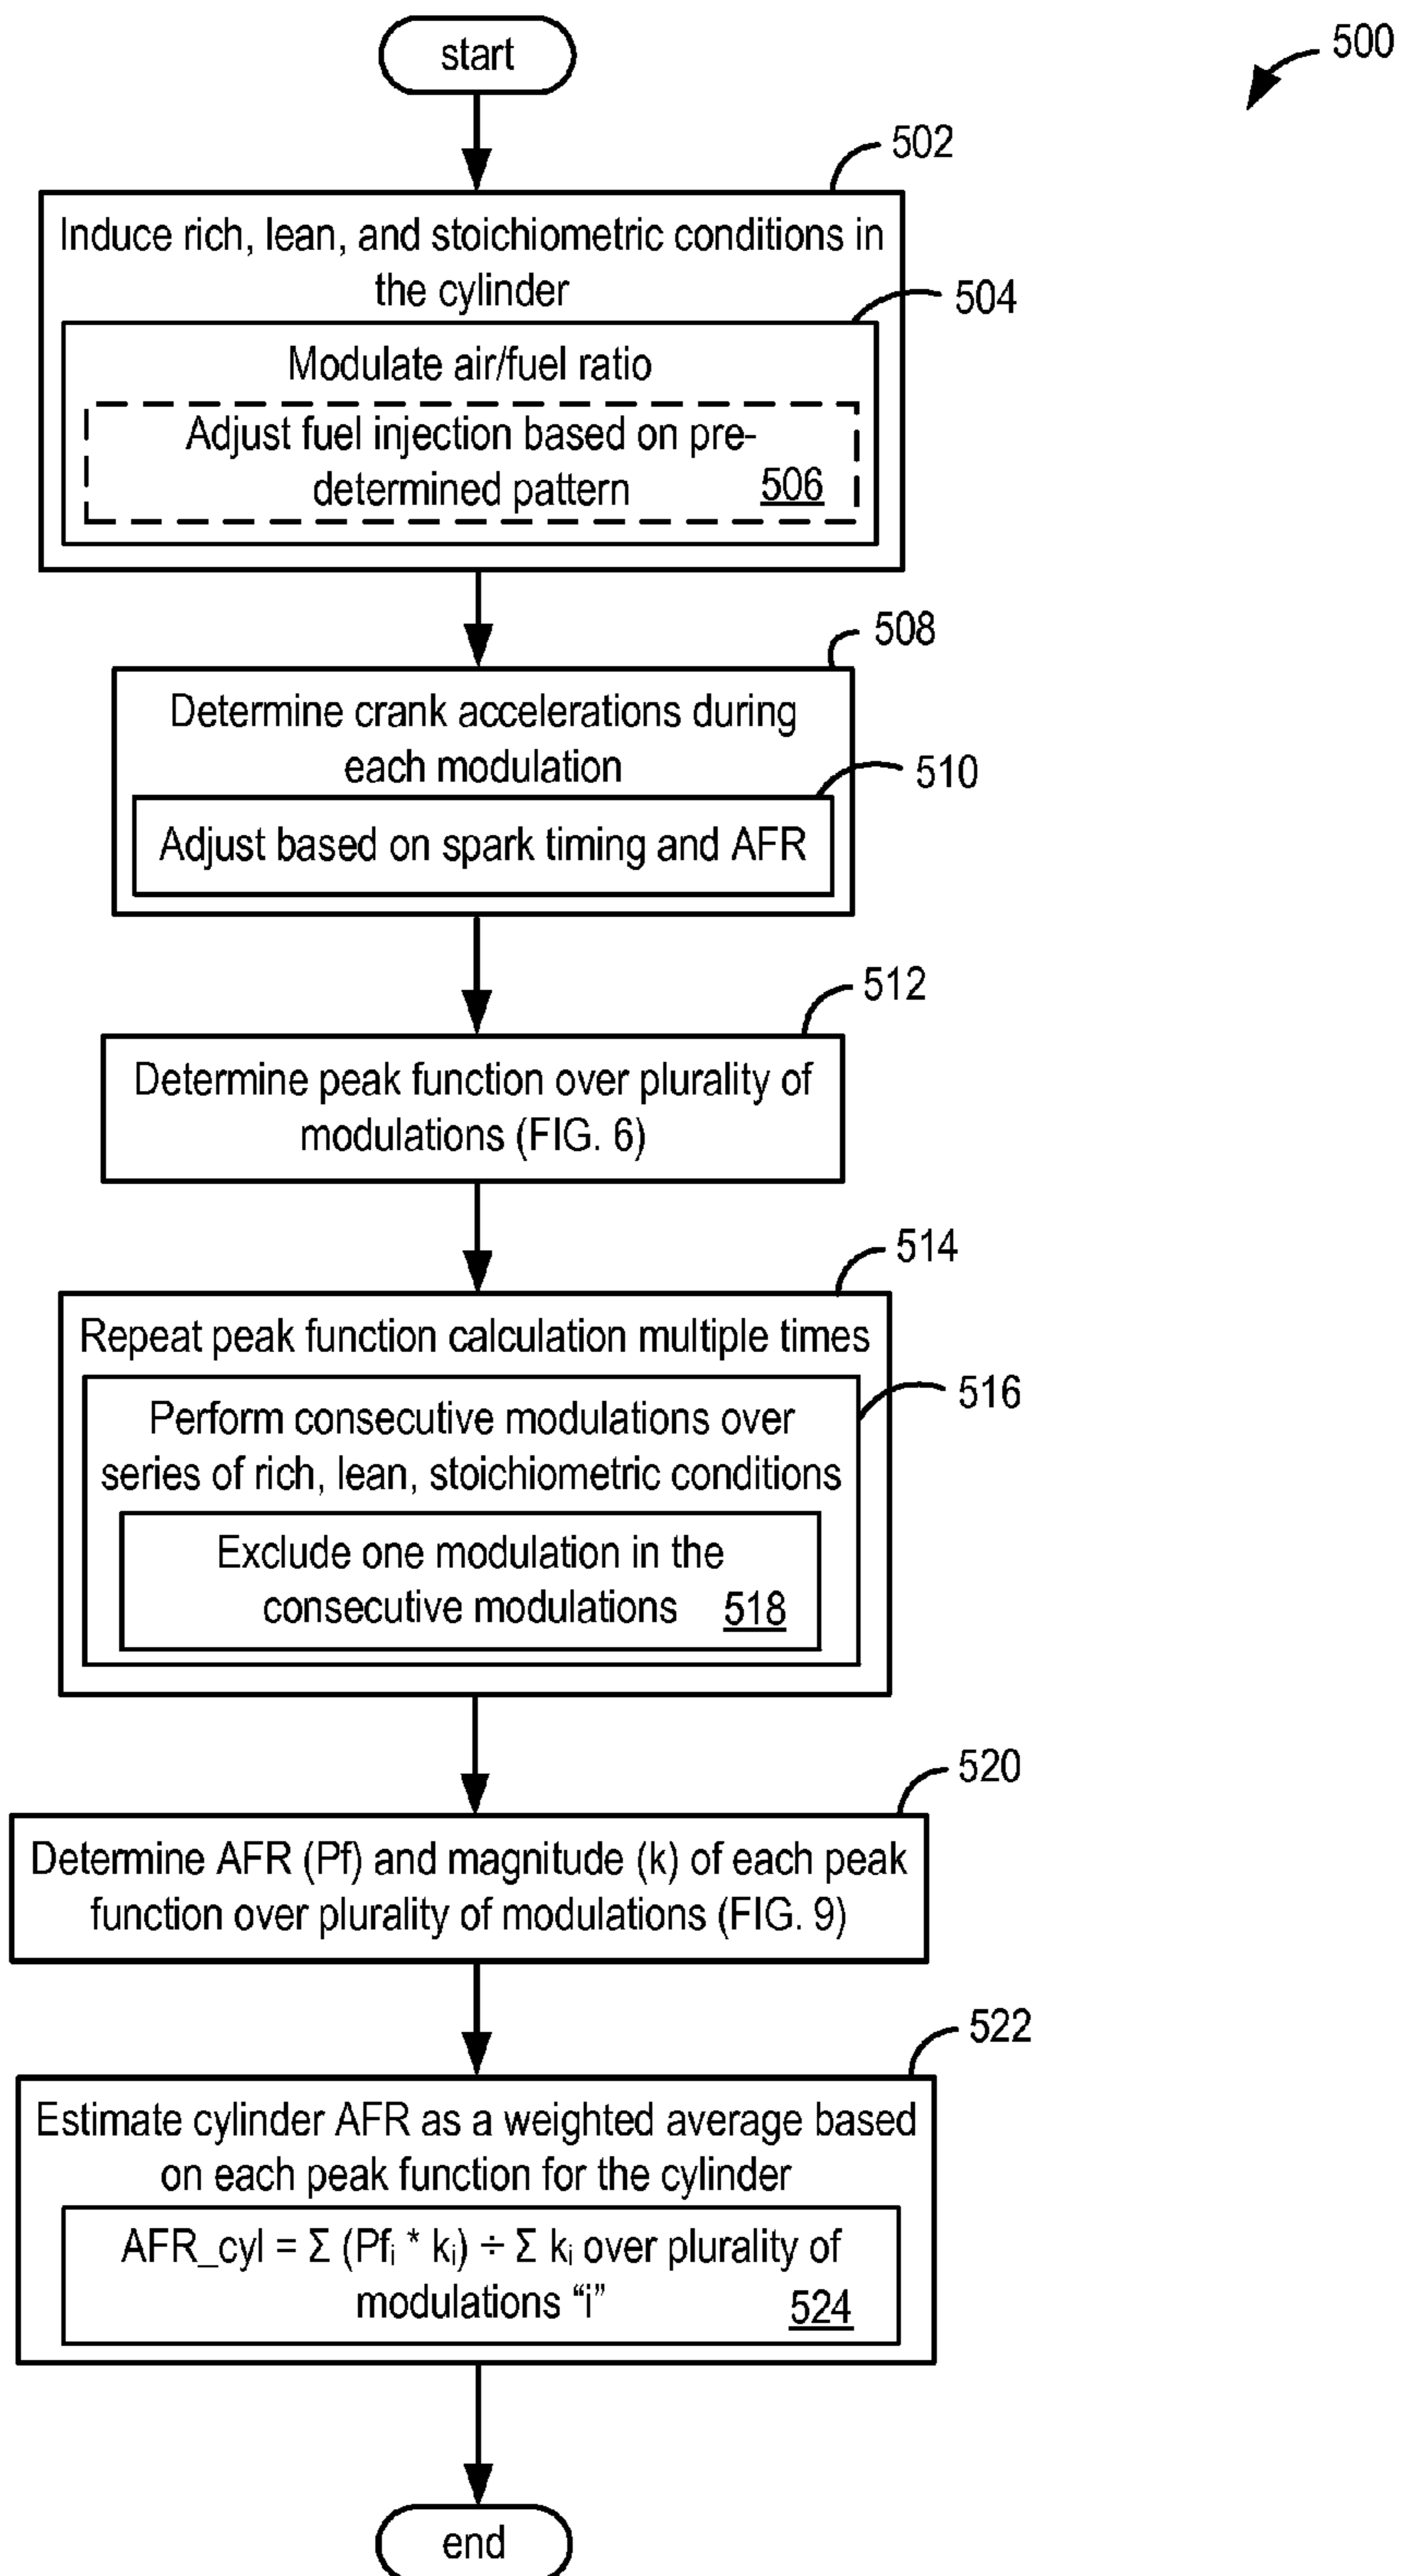 start
500
502
Induce rich, lean, and stoichiometric conditions in
the cylinder
504
Modulate air/fuel ratio
Adjust fuel injection based on pre-
determined pattern 506
508
Determine crank accelerations during
each modulation
510
Adjust based on spark timing and AFR
512
Determine peak function over plurality of
modulations (FIG. 6)
514
Repeat peak function calculation multiple times
516
Perform consecutive modulations over
series of rich, lean, stoichiometric conditions
Exclude one modulation in the
consecutive modulations 518
520
Determine AFR (Pf) and magnitude (k) of each peak
function over plurality of modulations (FIG. 9)
522
Estimate cylinder AFR as a weighted average based
on each peak function for the cylinder
AFR_cyl = Σ (Pfᵢ * kᵢ) ÷ Σ kᵢ over plurality of
modulations “i” 524
end